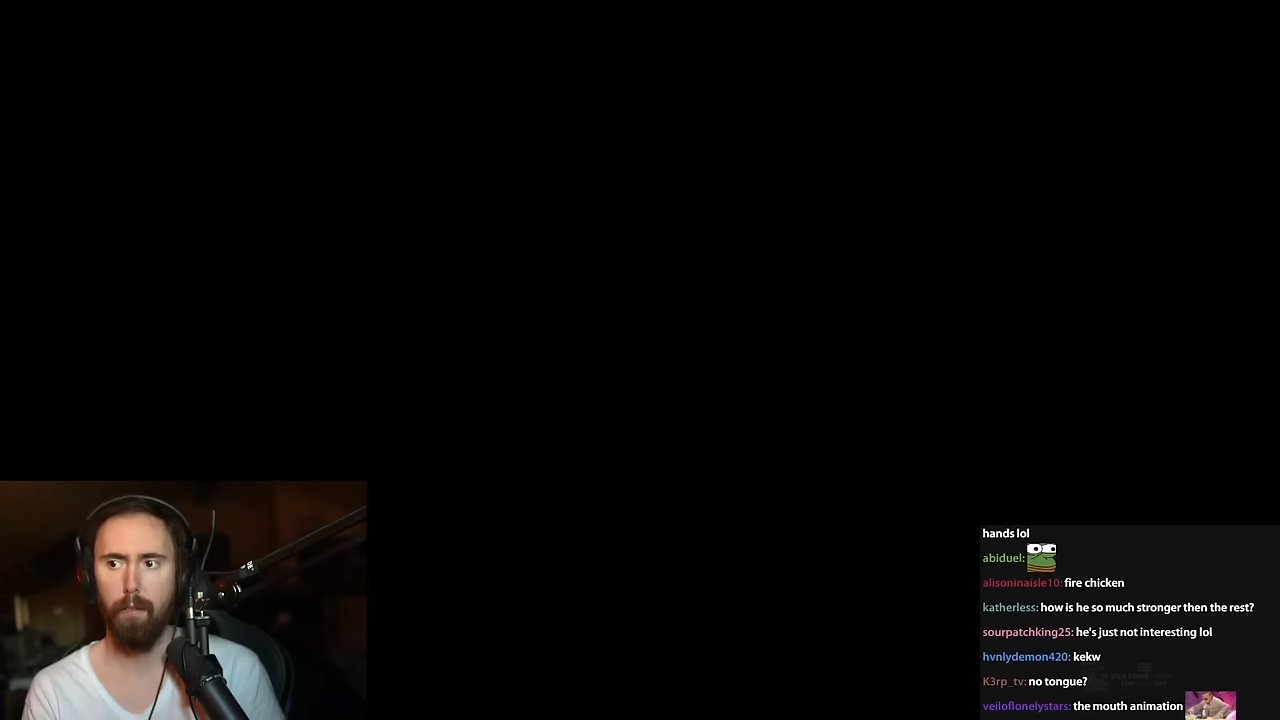 hands lol
abiduel:
alisoninaisle10: fire chicken
katherless: how is he so much stronger then the rest?
sourpatchking25: he's just not interesting lol
hvnlydemon420: kekw
K3rp_tv: no tongue?
veiloflonelystars: the mouth animation